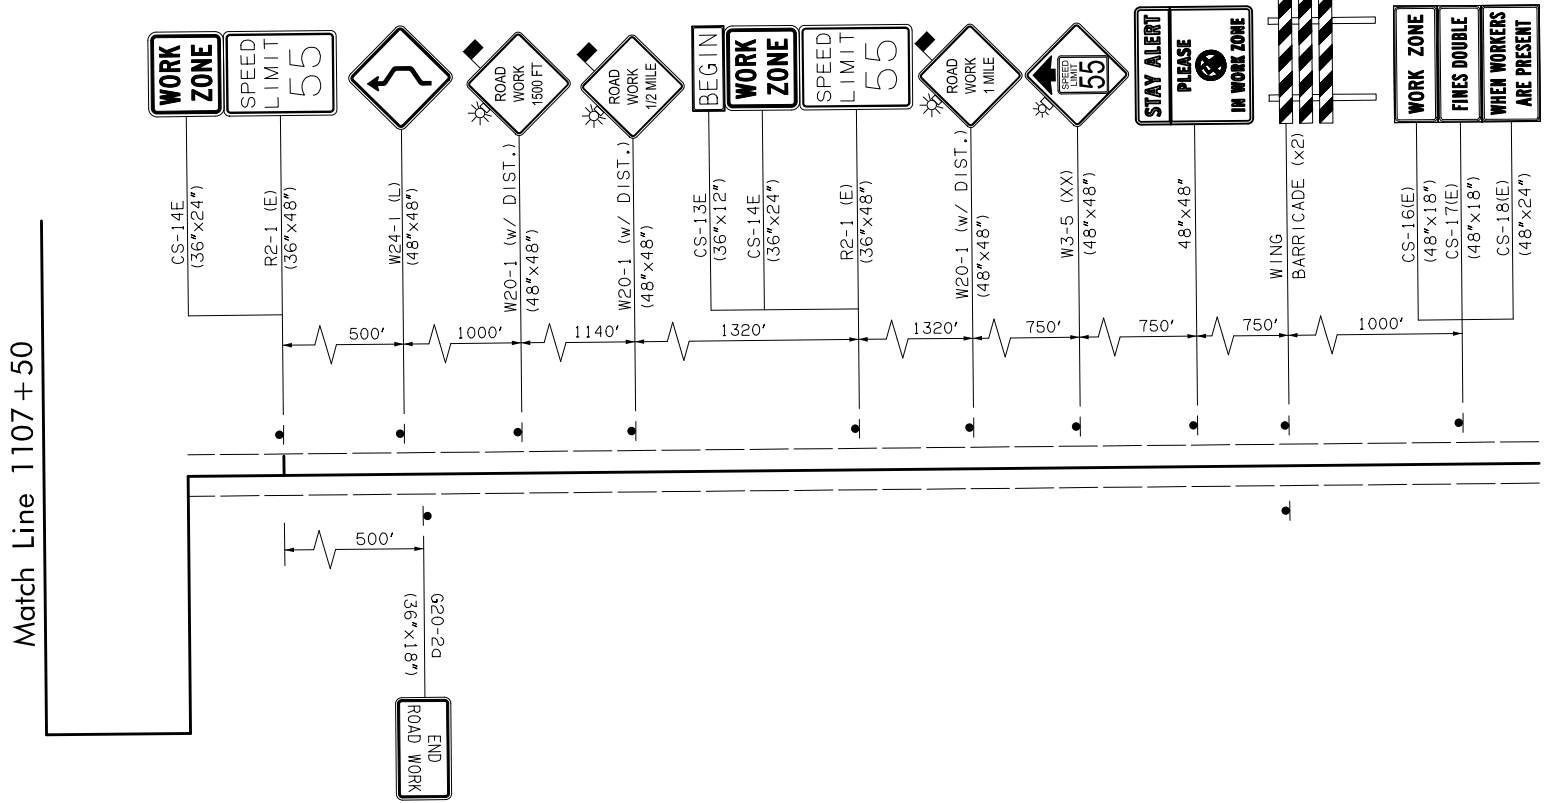 WORK
ZONE
SPEED
LIMIT
55
ROAD
WORK
1500 FT
ROAD
WORK
1/2 MILE
BEGIN
WORK
ZONE
SPEED
LIMIT
55
ROAD
WORK
1 MILE
SPEED
LIMIT
55
STAY ALERT
PLEASE
IN WORK ZONE
WORK ZONE
FINES DOUBLE
WHEN WORKERS
ARE PRESENT
CS-14E
(36"x24")
R2-1 (E)
(36"x48")
W24-1 (L)
(48"x48")
W20-1 (w/ DIST.)
(48"x48")
W20-1 (w/ DIST.)
(48"x48")
CS-13E
(36"x12")
CS-14E
(36"x24")
R2-1 (E)
(36"x48")
W20-1 (w/ DIST.)
(48"x48")
W3-5 (XX)
(48"x48")
48"x48"
WING
BARRICADE (x2)
CS-16(E)
(48"x18")
CS-17(E)
(48"x18")
CS-18(E)
(48"x24")
500' 1000' 1140' 1320' 1320' 750' 750' 750' 1000'
Match Line 1107+50
500'
G20-2a
(36"x18")
END
ROAD WORK